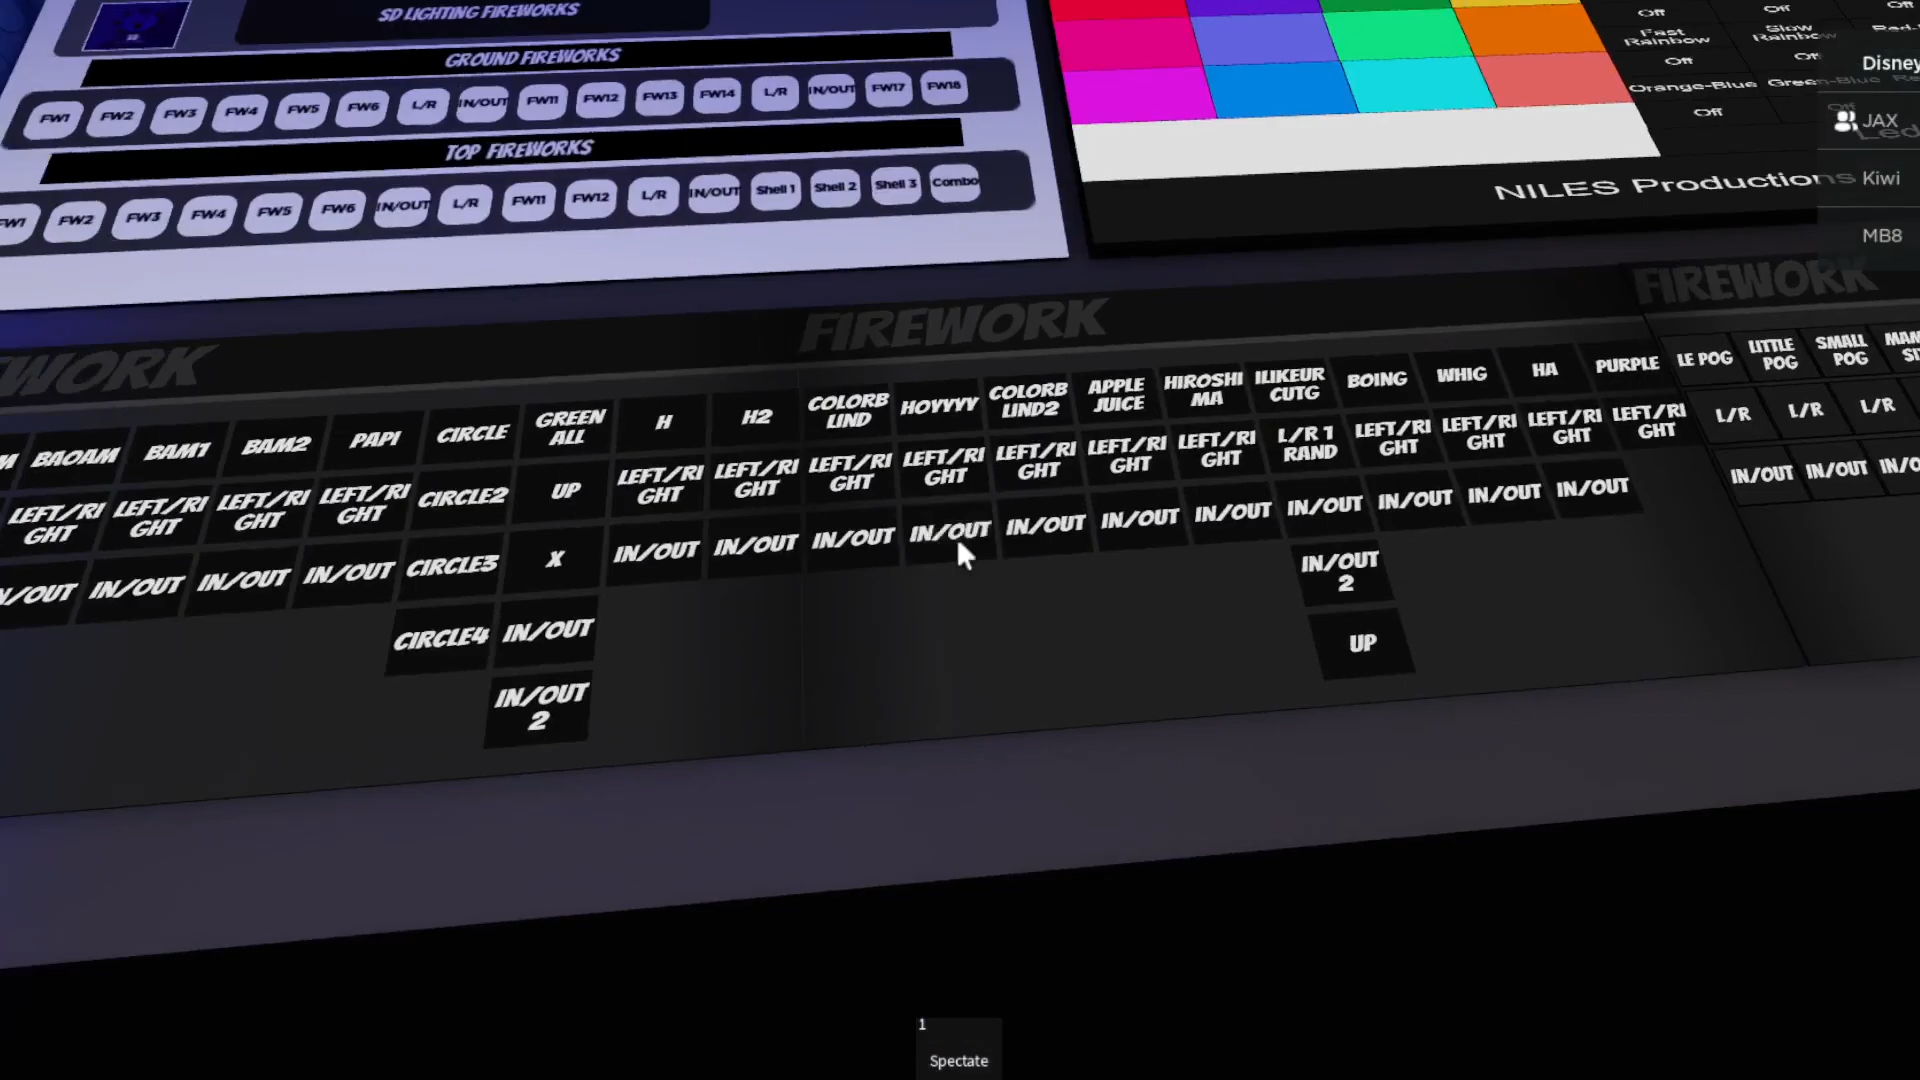 SD LIGHTING FIREWORKS
GROUND FIREWORKS
FW1 FW2 FW3 FW4 FW5 FW6 L/R IN/OUT FW11 FW12 FW13 FW14 L/R IN/OUT FW17 FW18
TOP FIREWORKS
FW1 FW2 FW3 FW4 FW5 FW6 IN/OUT L/R FW11 FW12 L/R IN/OUT Shell 1 Shell 2 Shell 3 Combo
Off Off Off
Fast Rainbow Slow Rainbow
Off Off
Orange-Blue Green-Blue
Off Off
NILES Productions
Disney
JAX
Kiwi
MB8
WORK
FIREWORK
FIREWORK
BAOAM BAM1 BAM2 PAPI CIRCLE GREEN ALL H H2 COLORB LIND HOYYYY COLORB LIND2 APPLE JUICE HIROSHI MA ILIKEUR CUTG BOING WHIG HA PURPLE LE POG LITTLE POG SMALL POG
LEFT/RI GHT LEFT/RI GHT LEFT/RI GHT LEFT/RI GHT CIRCLE2 UP LEFT/RI GHT LEFT/RI GHT LEFT/RI GHT LEFT/RI GHT LEFT/RI GHT LEFT/RI GHT LEFT/RI GHT L/R 1 RAND LEFT/RI GHT LEFT/RI GHT LEFT/RI GHT LEFT/RI GHT L/R L/R L/R
IN/OUT IN/OUT IN/OUT IN/OUT CIRCLE3 X IN/OUT IN/OUT IN/OUT IN/OUT IN/OUT IN/OUT IN/OUT IN/OUT IN/OUT IN/OUT IN/OUT IN/OUT IN/OUT
CIRCLE4 IN/OUT IN/OUT 2
IN/OUT 2 UP
1
Spectate